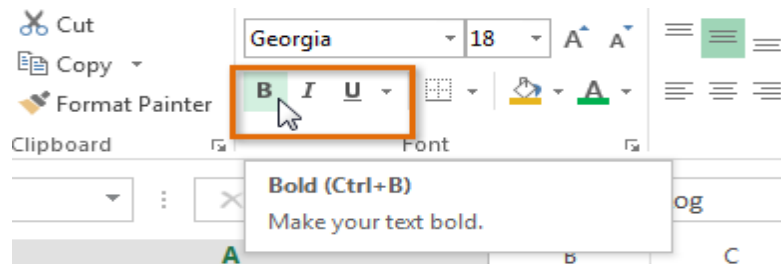 Cut
Georgia 18 A A
Copy
B I U A
Format Painter
Clipboard Font
Bold (Ctrl+B)
Make your text bold.
og
A B C